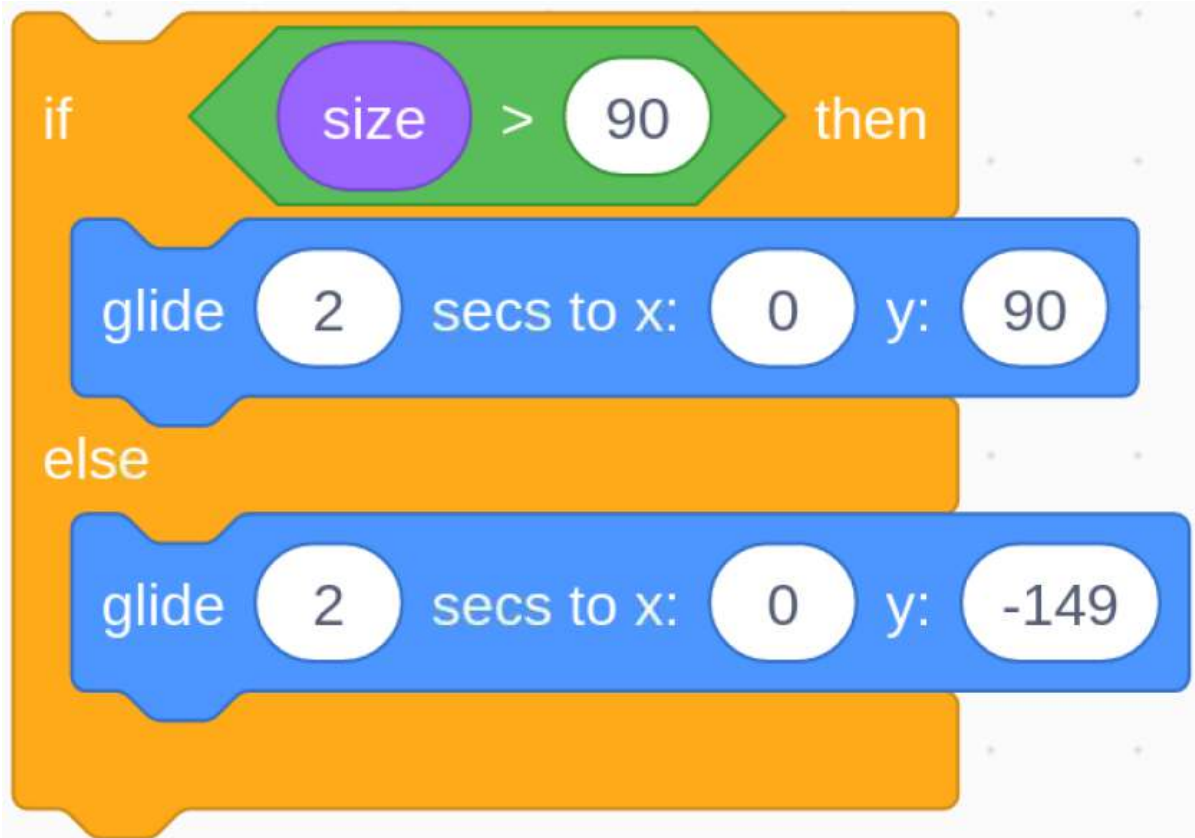 if size > 90 then
glide 2 secs to x: 0 y: 90
else
glide 2 secs to x: 0 y: -149